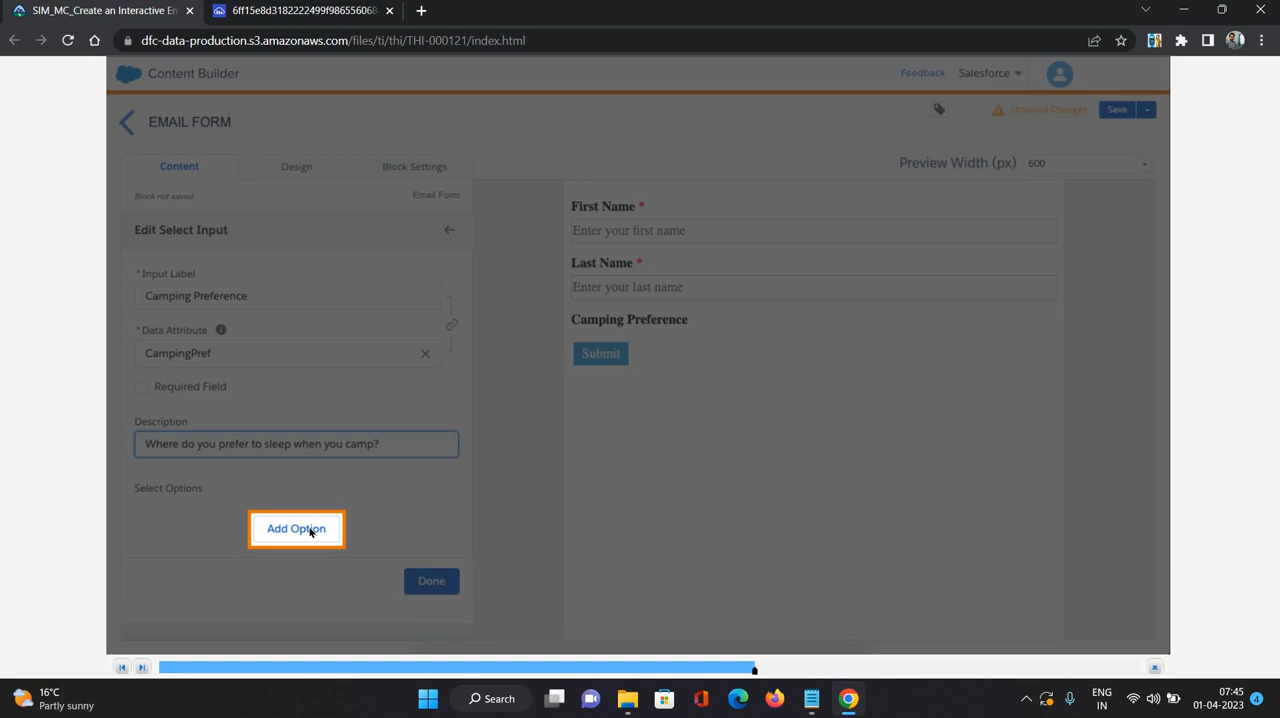 SIM_MC_Create an Interactive Em
6ff15e8d3182222499f9865560
dfc-data-production.s3.amazonaws.com/files/ti/thi/THI-000121/index.html
Content Builder
Feedback
Salesforce
EMAIL FORM
Unsaved Changes
Save
Content
Design
Block Settings
Preview Width (px)
600
Block not saved
Email Form
Edit Select Input
* Input Label
Camping Preference
* Data Attribute
CampingPref
Required Field
Description
Where do you prefer to sleep when you camp?
Select Options
Add Option
Done
First Name *
Enter your first name
Last Name *
Enter your last name
Camping Preference
Submit
16°C
Partly sunny
Search
ENG
IN
07:45
01-04-2023
4